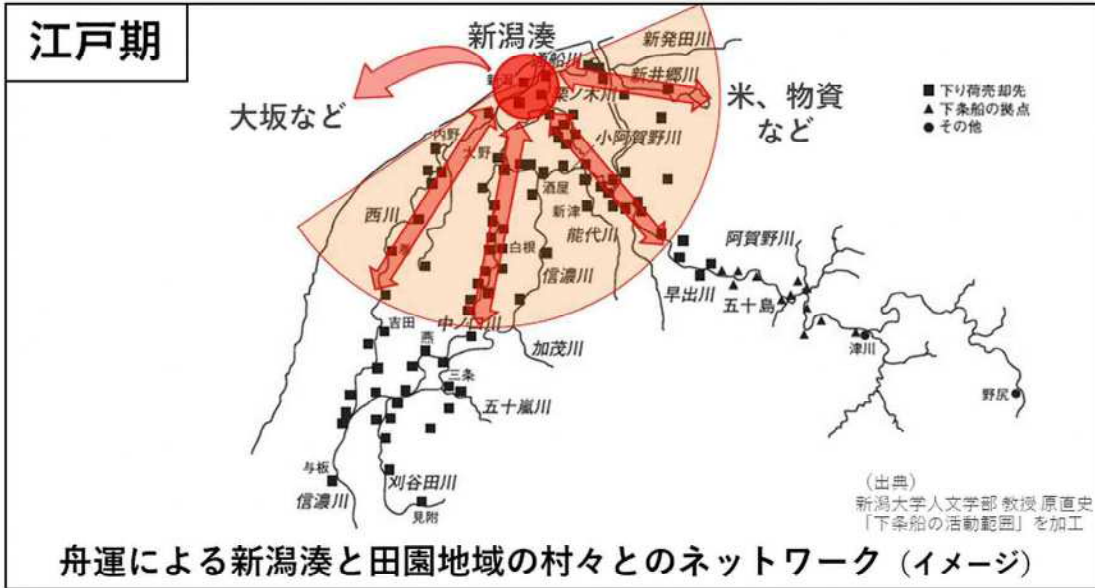 江戸期
新潟湊
大坂など
米、物資
など
■ 下り荷売却先
▲ 下条船の拠点
● その他
新発田川
通船川
新井郷川
栗ノ木川
小阿賀野川
内野
大野
酒屋
新津
西川
能代川
白根
信濃川
阿賀野川
早出川
五十島
中ノ口川
吉田
燕
加茂川
津川
三条
五十嵐川
野尻
与板
信濃川
刈谷田川
見附
(出典)
新潟大学人文学部 教授 原直史
「下条船の活動範囲」を加工
舟運による新潟湊と田園地域の村々とのネットワーク(イメージ)